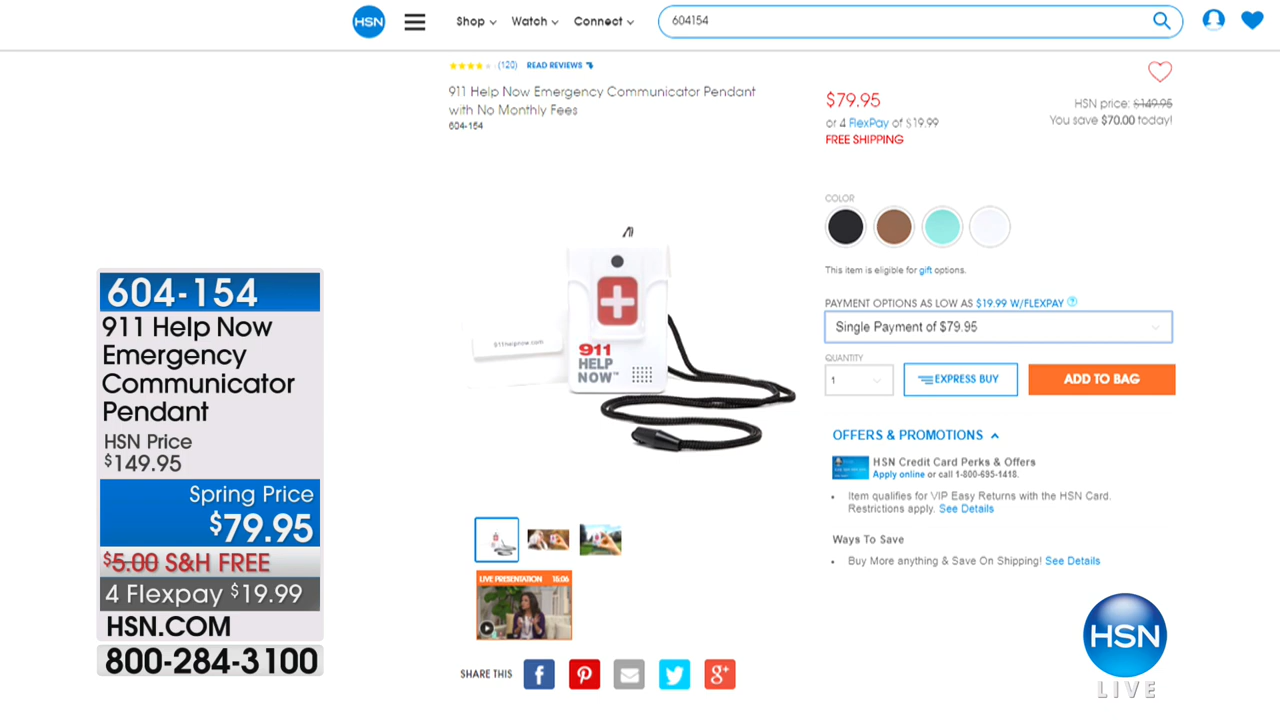 HSN
Shop
Watch
Connect
604154
(120) READ REVIEWS
911 Help Now Emergency Communicator Pendant
with No Monthly Fees
604-154
$79.95
or 4 FlexPay of $19.99
FREE SHIPPING
HSN price: $149.95
You save $70.00 today!
COLOR
This item is eligible for gift options.
PAYMENT OPTIONS AS LOW AS $19.99 W/FLEXPAY ?
Single Payment of $79.95
QUANTITY
1
EXPRESS BUY
ADD TO BAG
OFFERS & PROMOTIONS
HSN Credit Card Perks & Offers
Apply online or call 1-800-695-1418.
• Item qualifies for VIP Easy Returns with the HSN Card.
Restrictions apply. See Details
Ways To Save
• Buy More anything & Save On Shipping! See Details
911helpnow.com
911
HELP
NOW™
LIVE PRESENTATION 15:06
SHARE THIS
604-154
911 Help Now
Emergency
Communicator
Pendant
HSN Price
$149.95
Spring Price
$79.95
$5.00 S&H FREE
4 Flexpay $19.99
HSN.COM
800-284-3100
HSN
LIVE